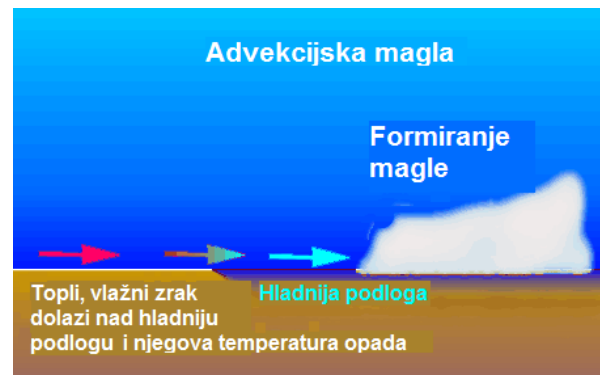 Advekcijska magla
Formiranje
magle
Topli, vlažni zrak
dolazi nad hladniju
podlogu i njegova temperatura opada
Hladnija podloga